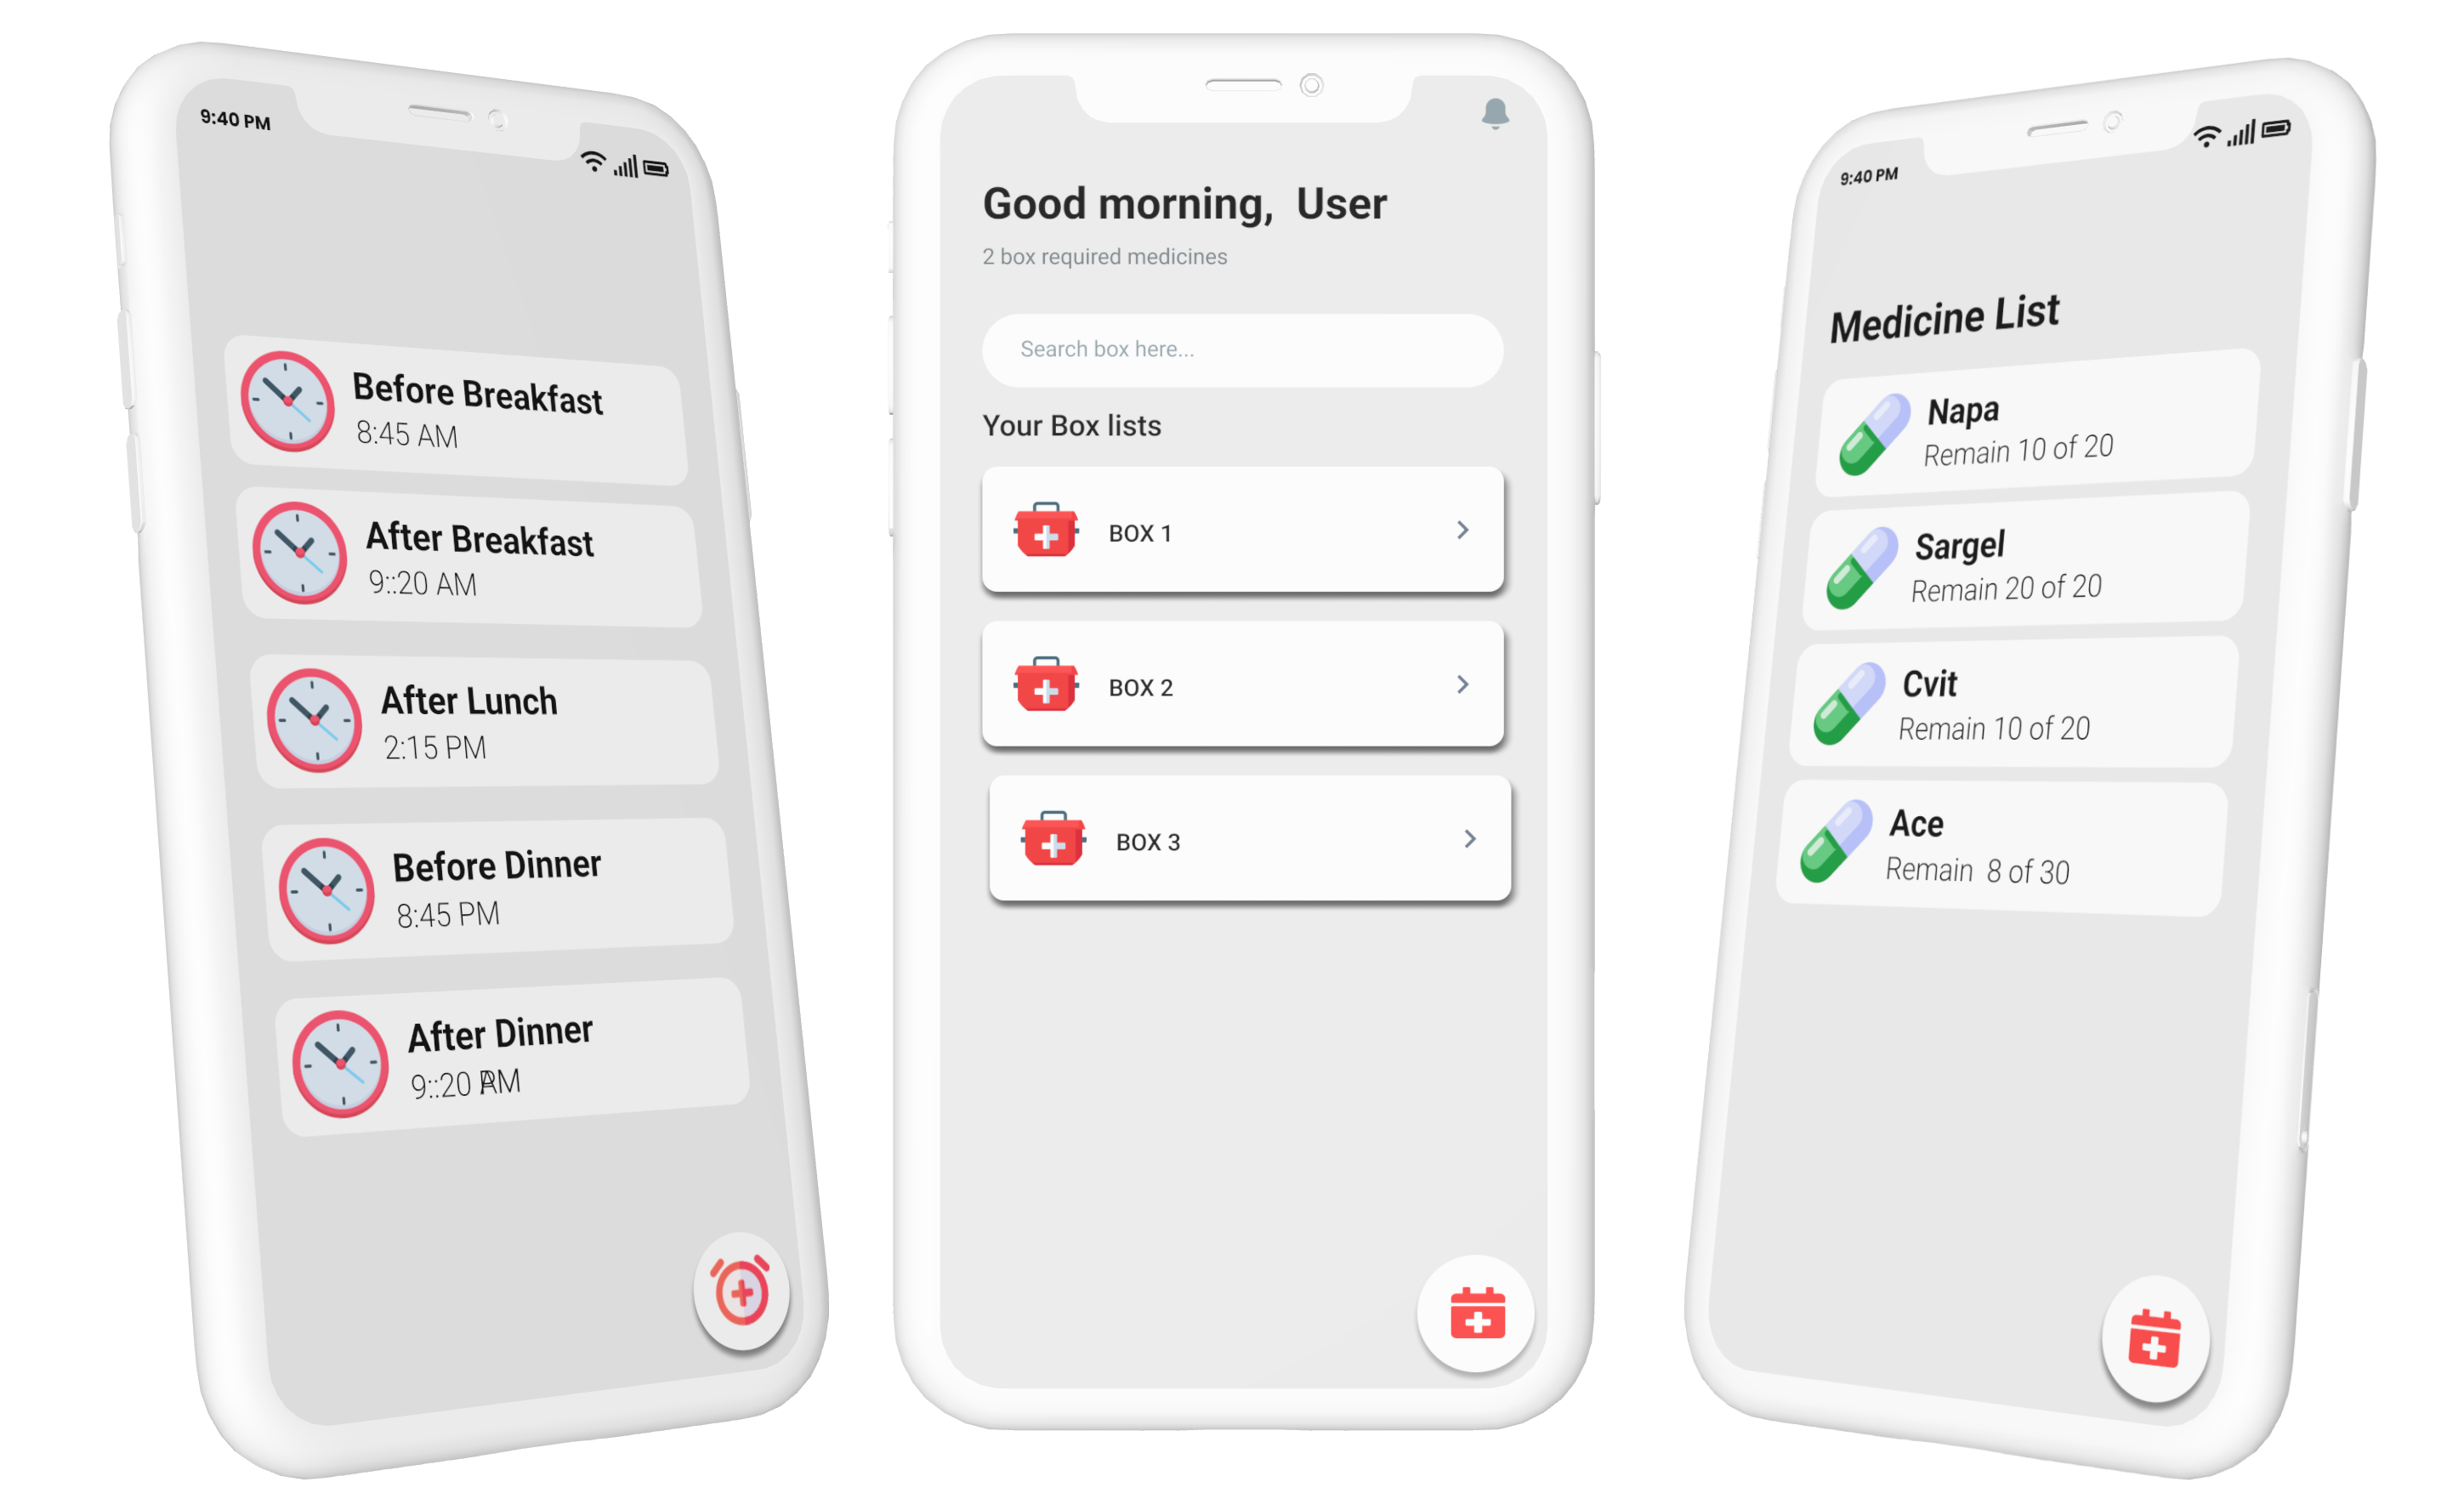 9:40 PM
Before Breakfast
8:45 AM
After Breakfast
9::20 AM
After Lunch
2:15 PM
Before Dinner
8:45 PM
After Dinner
9::20
Good morning,  User
2 box required medicines
Search box here...
Your Box lists
BOX 1
BOX 2
BOX 3
9:40 PM
Medicine List
Napa
Remain 10 of 20
Sargel
Remain 20 of 20
Cvit
Remain 10 of 20
Ace
Remain  8 of 30